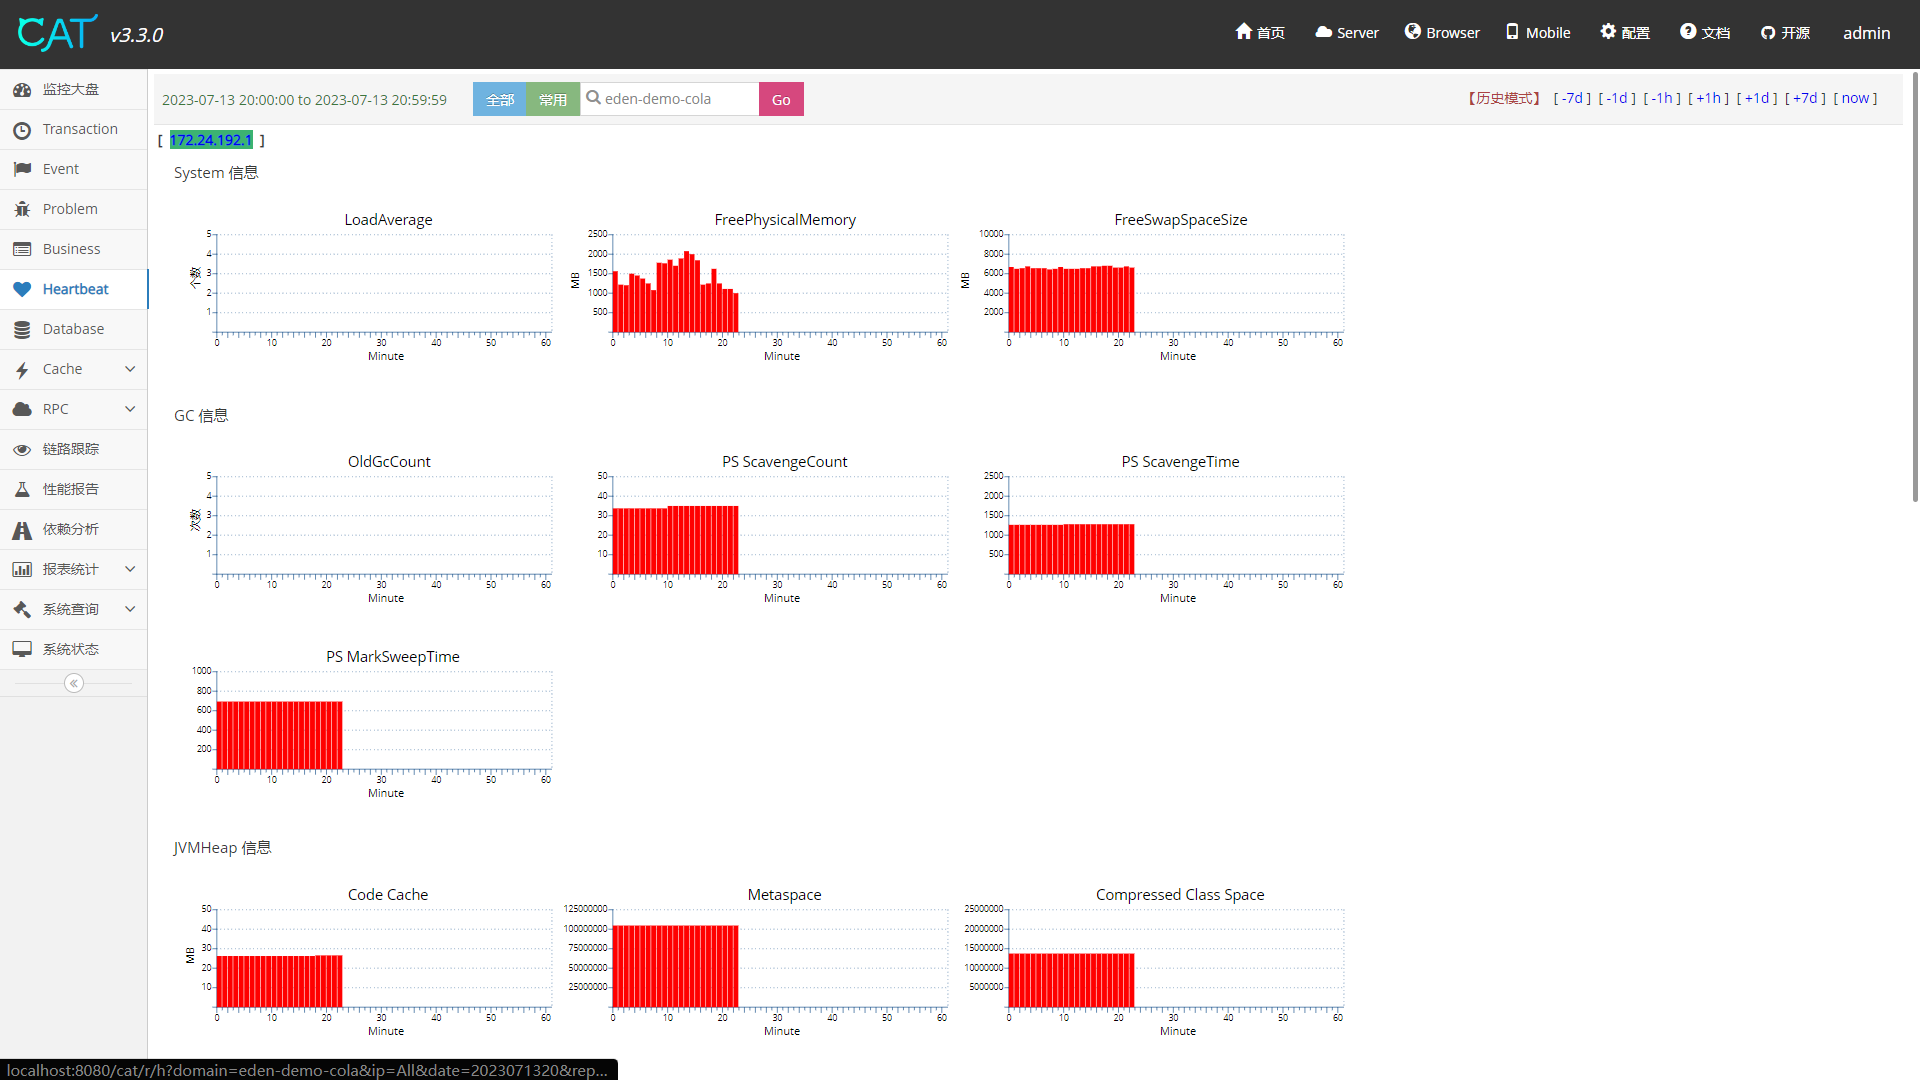 CAT v3.3.0
首页 Server Browser Mobile 配置 文档 开源 admin
监控大盘
Transaction
Event
Problem
Business
Heartbeat
Database
Cache
RPC
链路跟踪
性能报告
依赖分析
报表统计
系统查询
系统状态
2023-07-13 20:00:00 to 2023-07-13 20:59:59 全部 常用 eden-demo-cola Go 【历史模式】 [ -7d ] [ -1d ] [ -1h ] [ +1h ] [ +1d ] [ +7d ] [ now ]
[ 172.24.192.1 ]
System 信息
LoadAverage
个数
5
4
3
2
1
0 10 20 30 40 50 60
Minute
FreePhysicalMemory
MB
2500
2000
1500
1000
500
0 10 20 30 40 50 60
Minute
FreeSwapSpaceSize
MB
10000
8000
6000
4000
2000
0 10 20 30 40 50 60
Minute
GC 信息
OldGcCount
次数
5
4
3
2
1
0 10 20 30 40 50 60
Minute
PS ScavengeCount
50
40
30
20
10
0 10 20 30 40 50 60
Minute
PS ScavengeTime
2500
2000
1500
1000
500
0 10 20 30 40 50 60
Minute
PS MarkSweepTime
1000
800
600
400
200
0 10 20 30 40 50 60
Minute
JVMHeap 信息
Code Cache
MB
50
40
30
20
10
0 10 20 30 40 50 60
Minute
Metaspace
125000000
100000000
75000000
50000000
25000000
0 10 20 30 40 50 60
Minute
Compressed Class Space
25000000
20000000
15000000
10000000
5000000
0 10 20 30 40 50 60
Minute
localhost:8080/cat/r/h?domain=eden-demo-cola&ip=All&date=2023071320&rep...